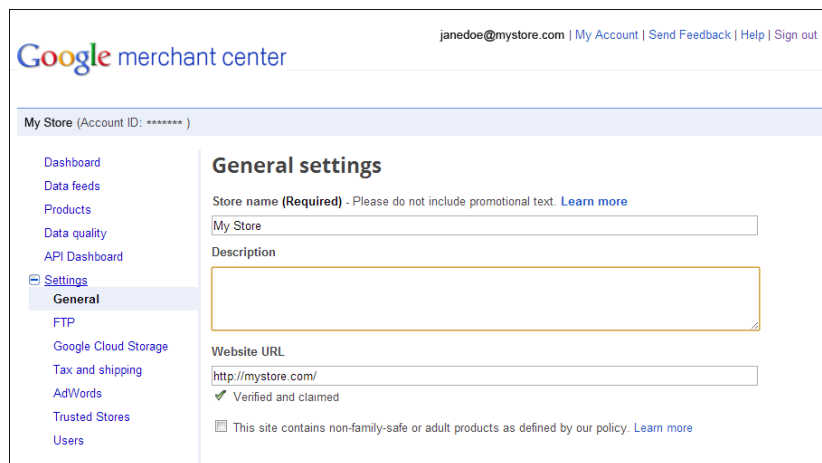 janedoe@mystore.com | My Account | Send Feedback | Help | Sign out
Google merchant center
My Store (Account ID: ******* )
Dashboard
Data feeds
Products
Data quality
API Dashboard
Settings
General
FTP
Google Cloud Storage
Tax and shipping
AdWords
Trusted Stores
Users
General settings
Store name (Required) - Please do not include promotional text. Learn more
My Store
Description
Website URL
http://mystore.com/
Verified and claimed
This site contains non-family-safe or adult products as defined by our policy. Learn more